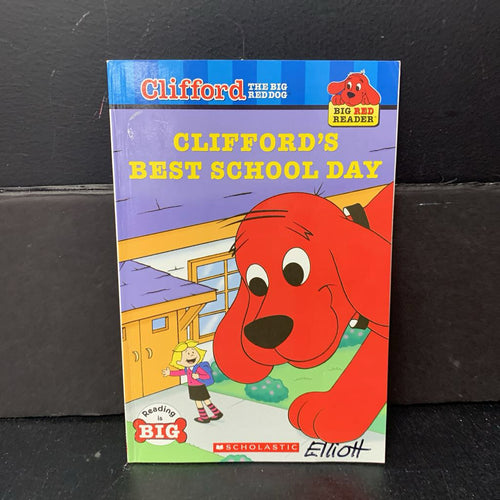 Clifford THE BIG
RED DOG
BIG RED
READER
CLIFFORD'S
BEST SCHOOL DAY
Reading is
BIG
SCHOLASTIC
Elliott